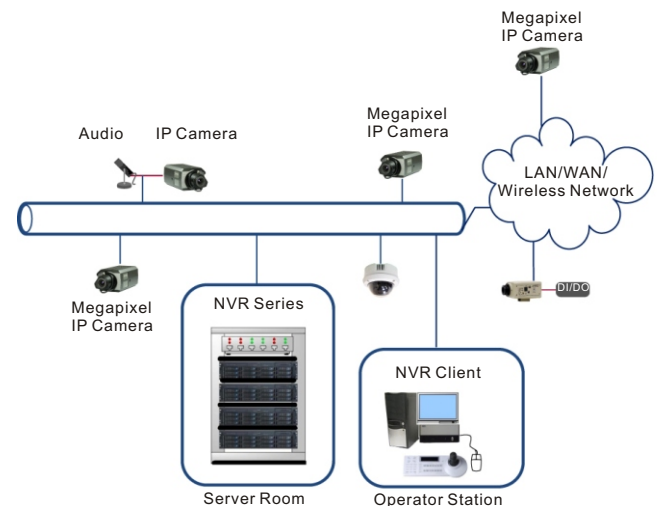 Megapixel
IP Camera
Audio
IP Camera
Megapixel
IP Camera
LAN/WAN/
Wireless Network
Megapixel
IP Camera
DI/DO
NVR Series
NVR Client
Server Room
Operator Station